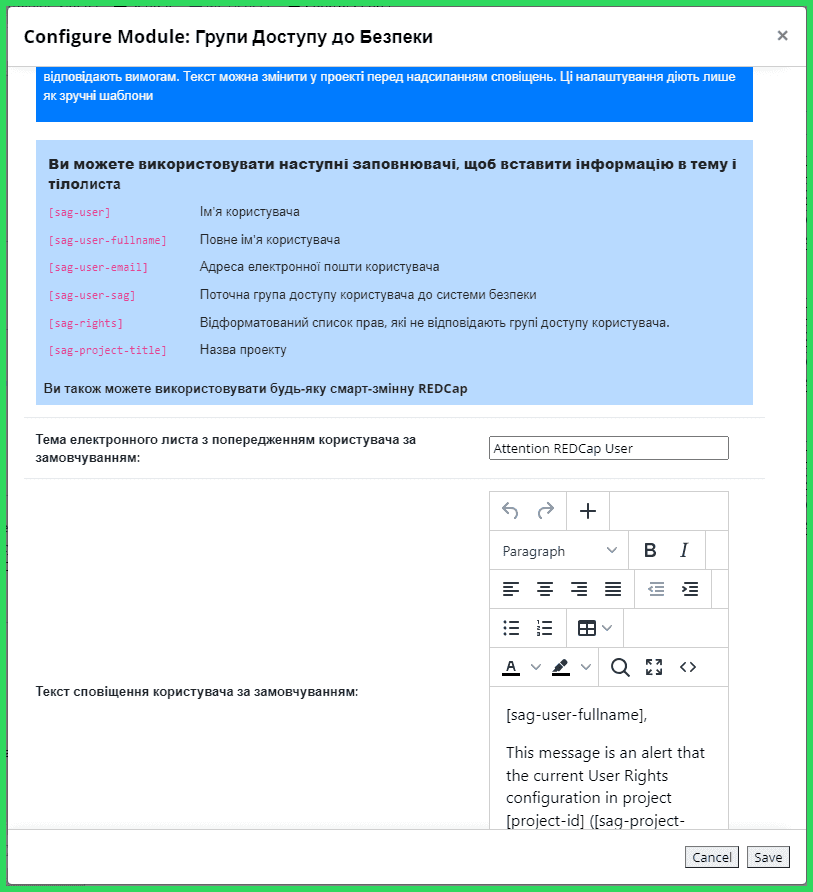 Configure Module: Групи Доступу до Безпеки
×
відповідають вимогам. Текст можна змінити у проекті перед надсиланням сповіщень. Ці налаштування діють лише
як зручні шаблони
Ви можете використовувати наступні заповнювачі, щоб вставити інформацію в тему і
тілолиста
[sag-user] Ім'я користувача
[sag-user-fullname] Повне ім'я користувача
[sag-user-email] Адреса електронної пошти користувача
[sag-user-sag] Поточна група доступу користувача до системи безпеки
[sag-rights] Відформатований список прав, які не відповідають групі доступу користувача.
[sag-project-title] Назва проекту
Ви також можете використовувати будь-яку смарт-змінну REDCap
Тема електронного листа з попередженням користувача за
замовчуванням:
Attention REDCap User
Paragraph
B I
A
Текст сповіщення користувача за замовчуванням:
[sag-user-fullname],
This message is an alert that
the current User Rights
configuration in project
[project-id] ([sag-project-
Cancel Save